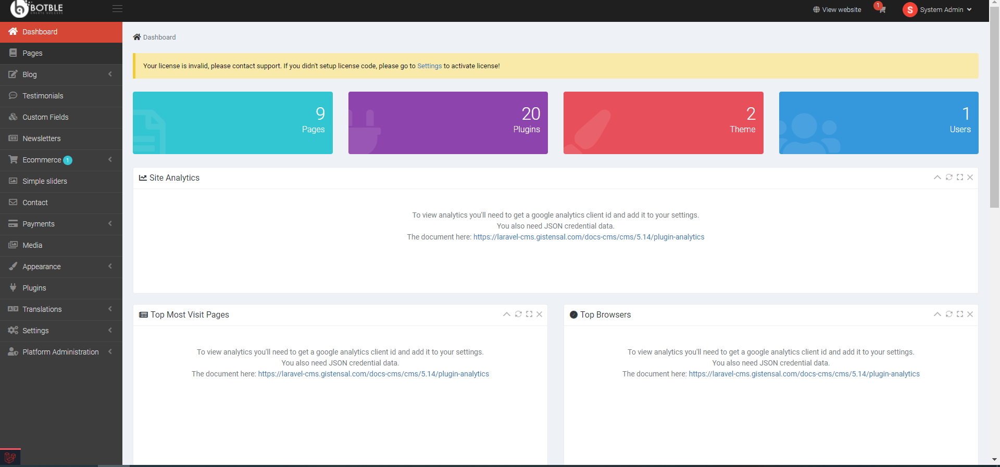 BOTBLE
CREATE SUCCESS
View website
1
S
System Admin
Dashboard
Pages
Blog
Testimonials
Custom Fields
Newsletters
Ecommerce 1
Simple sliders
Contact
Payments
Media
Appearance
Plugins
Translations
Settings
Platform Administration
Dashboard
Your license is invalid, please contact support. If you didn't setup license code, please go to Settings to activate license!
9
Pages
20
Plugins
2
Theme
1
Users
Site Analytics
To view analytics you'll need to get a google analytics client id and add it to your settings.
You also need JSON credential data.
The document here: https://laravel-cms.gistensal.com/docs-cms/cms/5.14/plugin-analytics
Top Most Visit Pages
To view analytics you'll need to get a google analytics client id and add it to your settings.
You also need JSON credential data.
The document here: https://laravel-cms.gistensal.com/docs-cms/cms/5.14/plugin-analytics
Top Browsers
To view analytics you'll need to get a google analytics client id and add it to your settings.
You also need JSON credential data.
The document here: https://laravel-cms.gistensal.com/docs-cms/cms/5.14/plugin-analytics